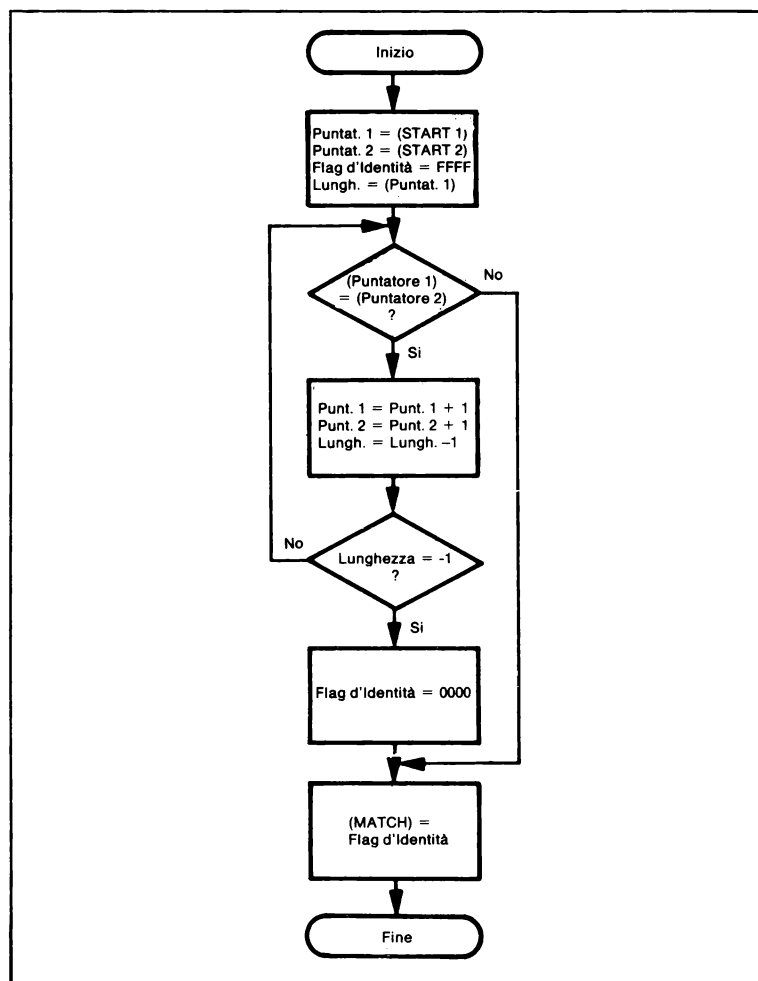 Inizio
Puntat. 1 = (START 1)
Puntat. 2 = (START 2)
Flag d'Identità = FFFF
Lungh. = (Puntat. 1)
(Puntatore 1)
= (Puntatore 2)
?
No
Si
Punt. 1 = Punt. 1 + 1
Punt. 2 = Punt. 2 + 1
Lungh. = Lungh. –1
No
Lunghezza = -1
?
Si
Flag d'Identità = 0000
(MATCH) =
Flag d'Identità
Fine